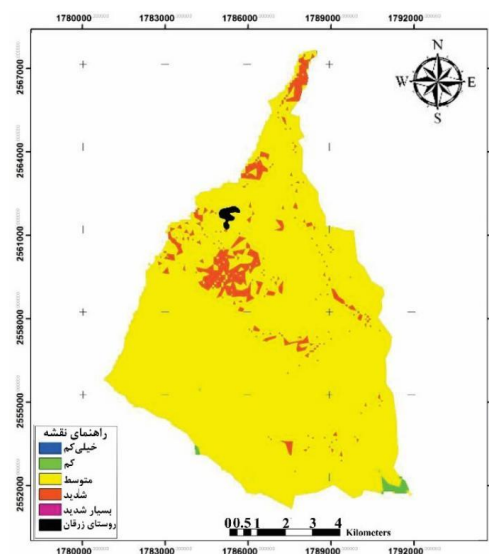 1780000 1783000 1786000 1789000 1792000
2567000
2564000
2561000
2558000
2555000
2552000
N
W E
S
راهنمای نقشه
خیلی کم
کم
متوسط
شدید
بسیار شدید
روستای زرقان
0 0.5 1 2 3 4
Kilometers
1780000 1783000 1786000 1789000 1792000